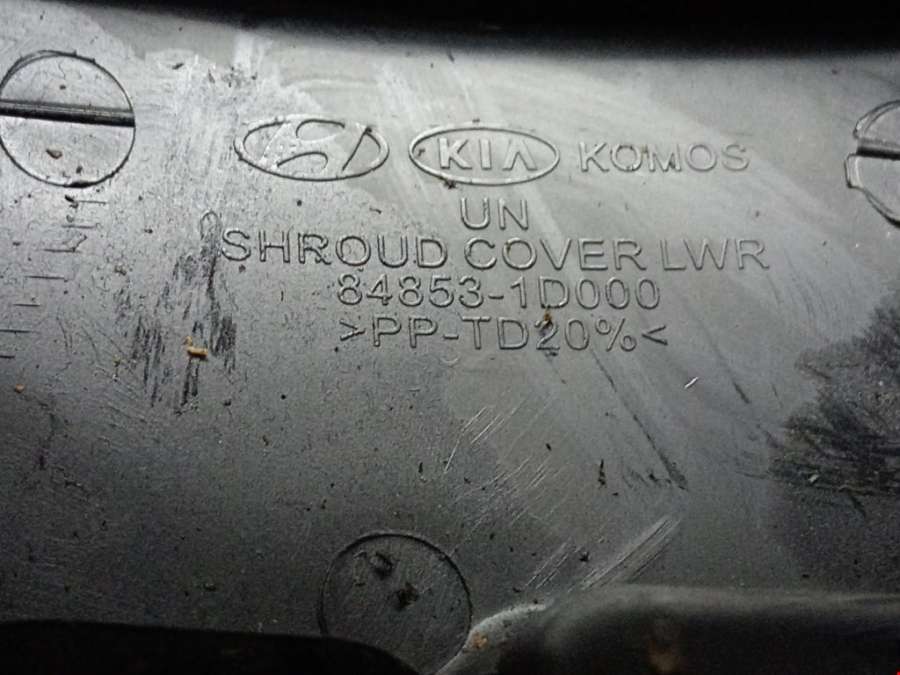 KIA KOMOS
UN
SHROUD COVER LWR
84853-1D000
>PP-TD20%<